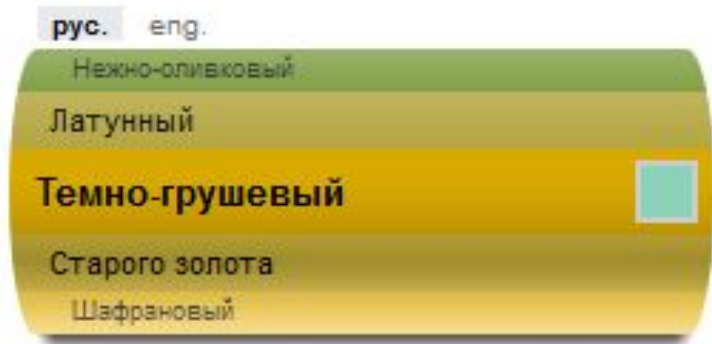 рус. eng.
Нежно-оливковый
Латунный
Темно-грушевый
Старого золота
Шафрановый